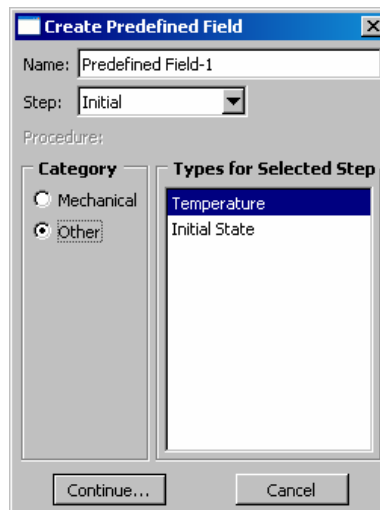 Create Predefined Field
Name: Predefined Field-1
Step: Initial
Procedure:
Category
Mechanical
Other
Types for Selected Step
Temperature
Initial State
Continue...
Cancel